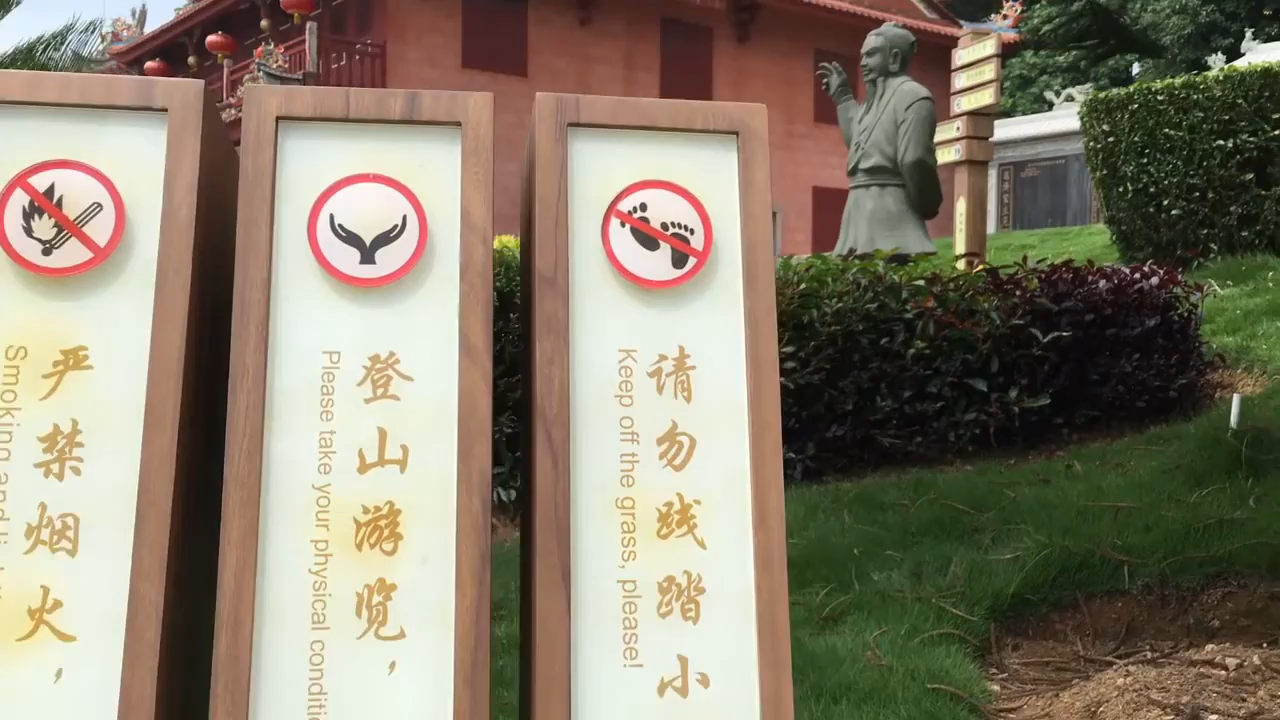 严禁烟火，
Smoking and li
登山游览，
Please take your physical conditi
请勿践踏小
Keep off the grass, please!